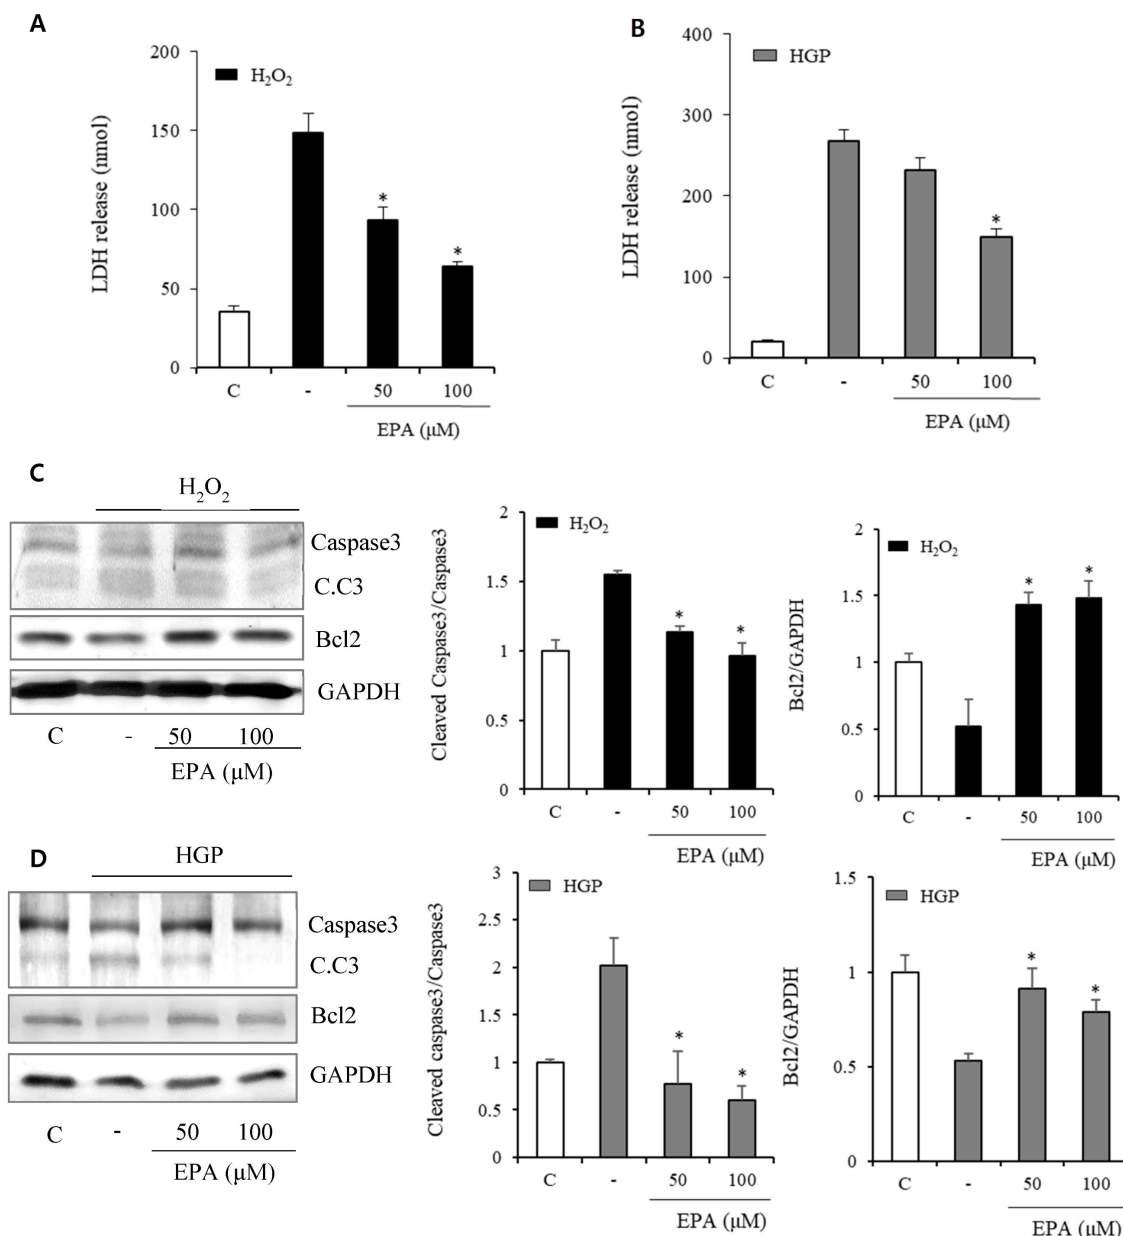 A
LDH release (nmol)
200
150
100
50
0
H₂O₂
*
*
C - 50 100
EPA (μM)
B
LDH release (nmol)
400
300
200
100
0
HGP
*
C - 50 100
EPA (μM)
C
H₂O₂
Caspase3
C.C3
Bcl2
GAPDH
C - 50 100
EPA (μM)
Cleaved Caspase3/Caspase3
2
1.5
1
0.5
0
H₂O₂
*
*
C - 50 100
EPA (μM)
Bcl2/GAPDH
2
1.5
1
0.5
0
H₂O₂
*
*
C - 50 100
EPA (μM)
D
HGP
Caspase3
C.C3
Bcl2
GAPDH
C - 50 100
EPA (μM)
Cleaved caspase3/Caspase3
3
2.5
2
1.5
1
0.5
0
HGP
*
*
C - 50 100
EPA (μM)
Bcl2/GAPDH
1.5
1
0.5
0
HGP
*
*
C - 50 100
EPA (μM)